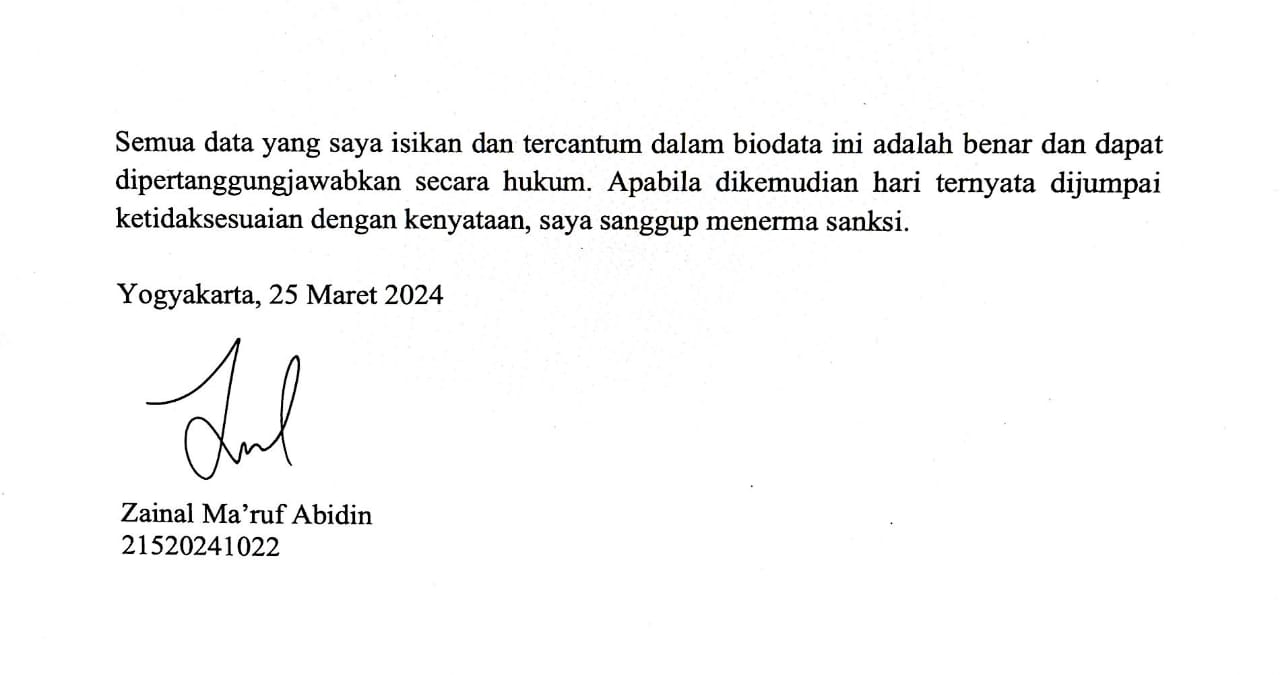 Semua data yang saya isikan dan tercantum dalam biodata ini adalah benar dan dapat
dipertanggungjawabkan secara hukum. Apabila dikemudian hari ternyata dijumpai
ketidaksesuaian dengan kenyataan, saya sanggup menerma sanksi.
Yogyakarta, 25 Maret 2024
Zainal Ma’ruf Abidin
21520241022